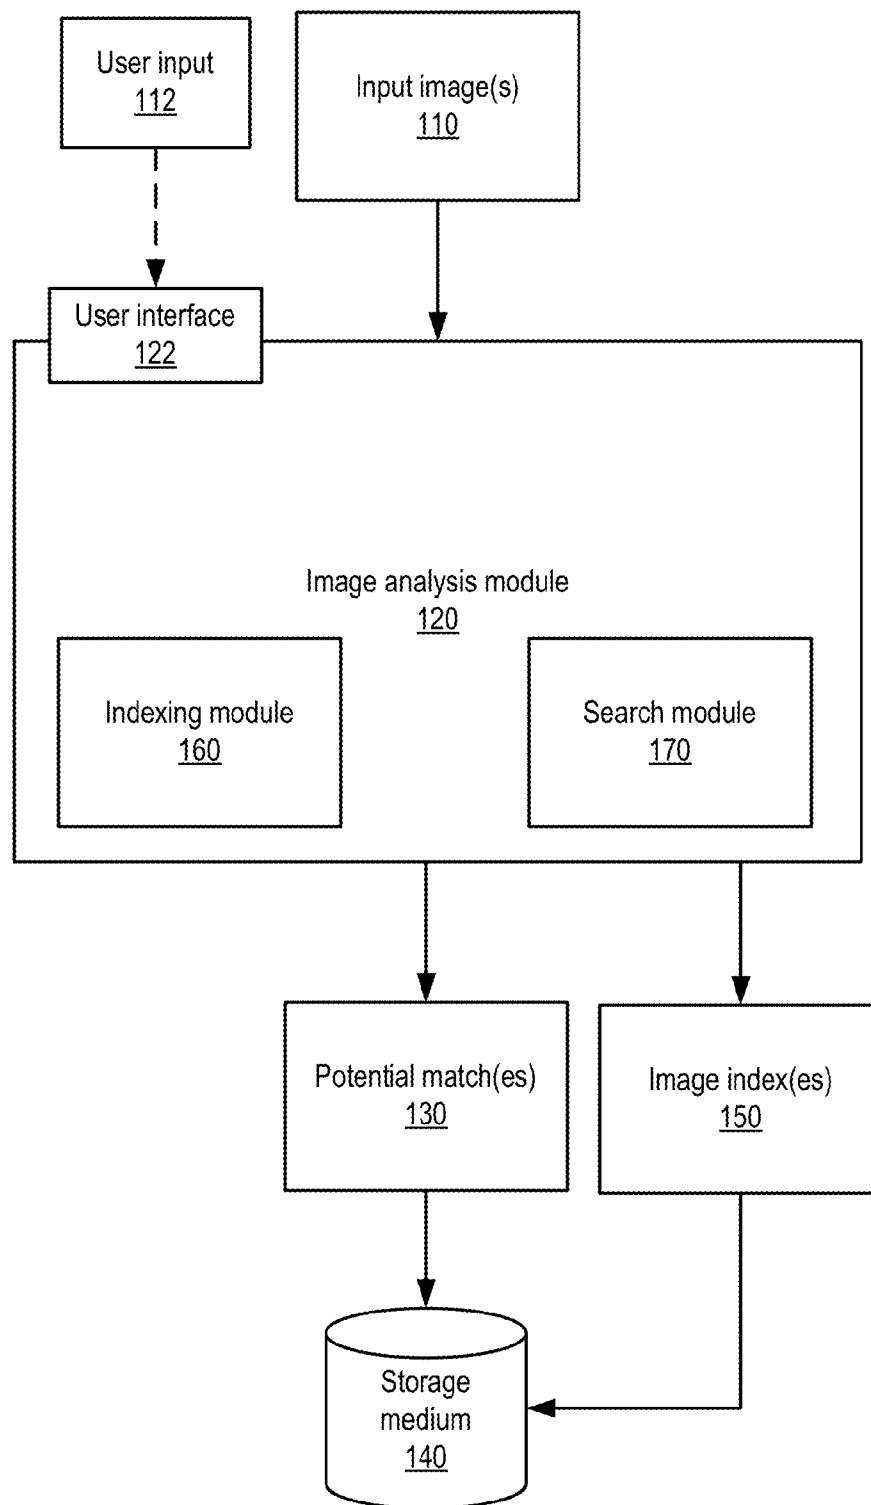 User input
112
Input image(s)
110
User interface
122
Image analysis module
120
Indexing module
160
Search module
170
Potential match(es)
130
Image index(es)
150
Storage
medium
140